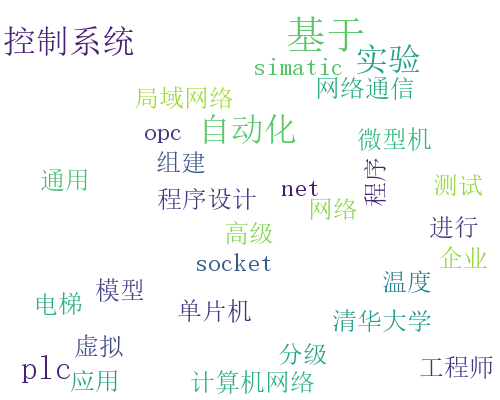 基于
控制系统
实验
simatic
网络通信
局域网络
自动化
opc
微型机
组建
程序
通用
net
测试
程序设计
网络
进行
高级
企业
socket
温度
模型
电梯
单片机
清华大学
虚拟
分级
plc
工程师
应用
计算机网络